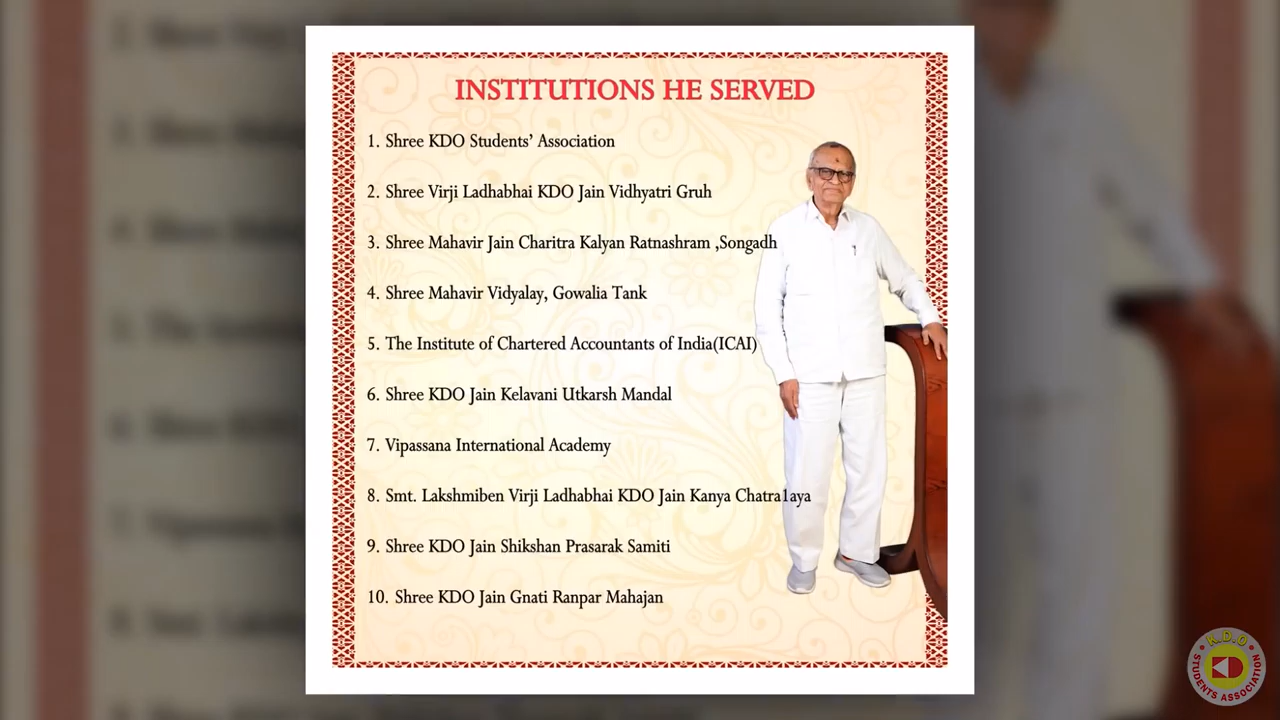 INSTITUTIONS HE SERVED
1. Shree KDO Students’ Association
2. Shree Virji Ladhabhai KDO Jain Vidhyatri Gruh
3. Shree Mahavir Jain Charitra Kalyan Ratnashram ,Songadh
4. Shree Mahavir Vidyalay, Gowalia Tank
5. The Institute of Chartered Accountants of India(ICAI)
6. Shree KDO Jain Kelavani Utkarsh Mandal
7. Vipassana International Academy
8. Smt. Lakshmiben Virji Ladhabhai KDO Jain Kanya Chatra1aya
9. Shree KDO Jain Shikshan Prasarak Samiti
10. Shree KDO Jain Gnati Ranpar Mahajan
K.D.O
STUDENTS ASSOCIATION